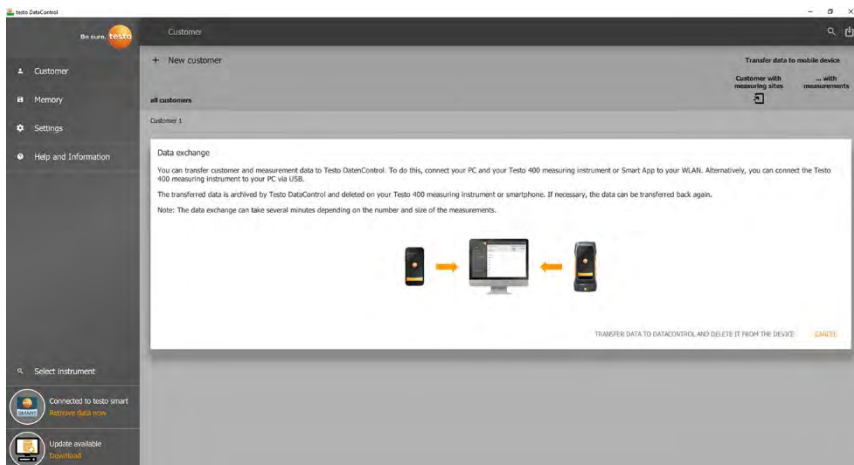 testo DataControl
Be sure. testo
Customer
Customer
Memory
Settings
Help and Information
+ New customer
Transfer data to mobile device
Customer with measuring sites
... with measurements
all customers
Customer 1
Data exchange
You can transfer customer and measurement data to Testo DatenControl. To do this, connect your PC and your Testo 400 measuring instrument or Smart App to your WLAN. Alternatively, you can connect the Testo
400 measuring instrument to your PC via USB.
The transferred data is archived by Testo DataControl and deleted on your Testo 400 measuring instrument or smartphone. If necessary, the data can be transferred back again.
Note: The data exchange can take several minutes depending on the number and size of the measurements.
TRANSFER DATA TO DATACONTROL AND DELETE IT FROM THE DEVICE
CANCEL
Select instrument
SMART
Connected to testo smart
Retrieve data now
Update available
Download